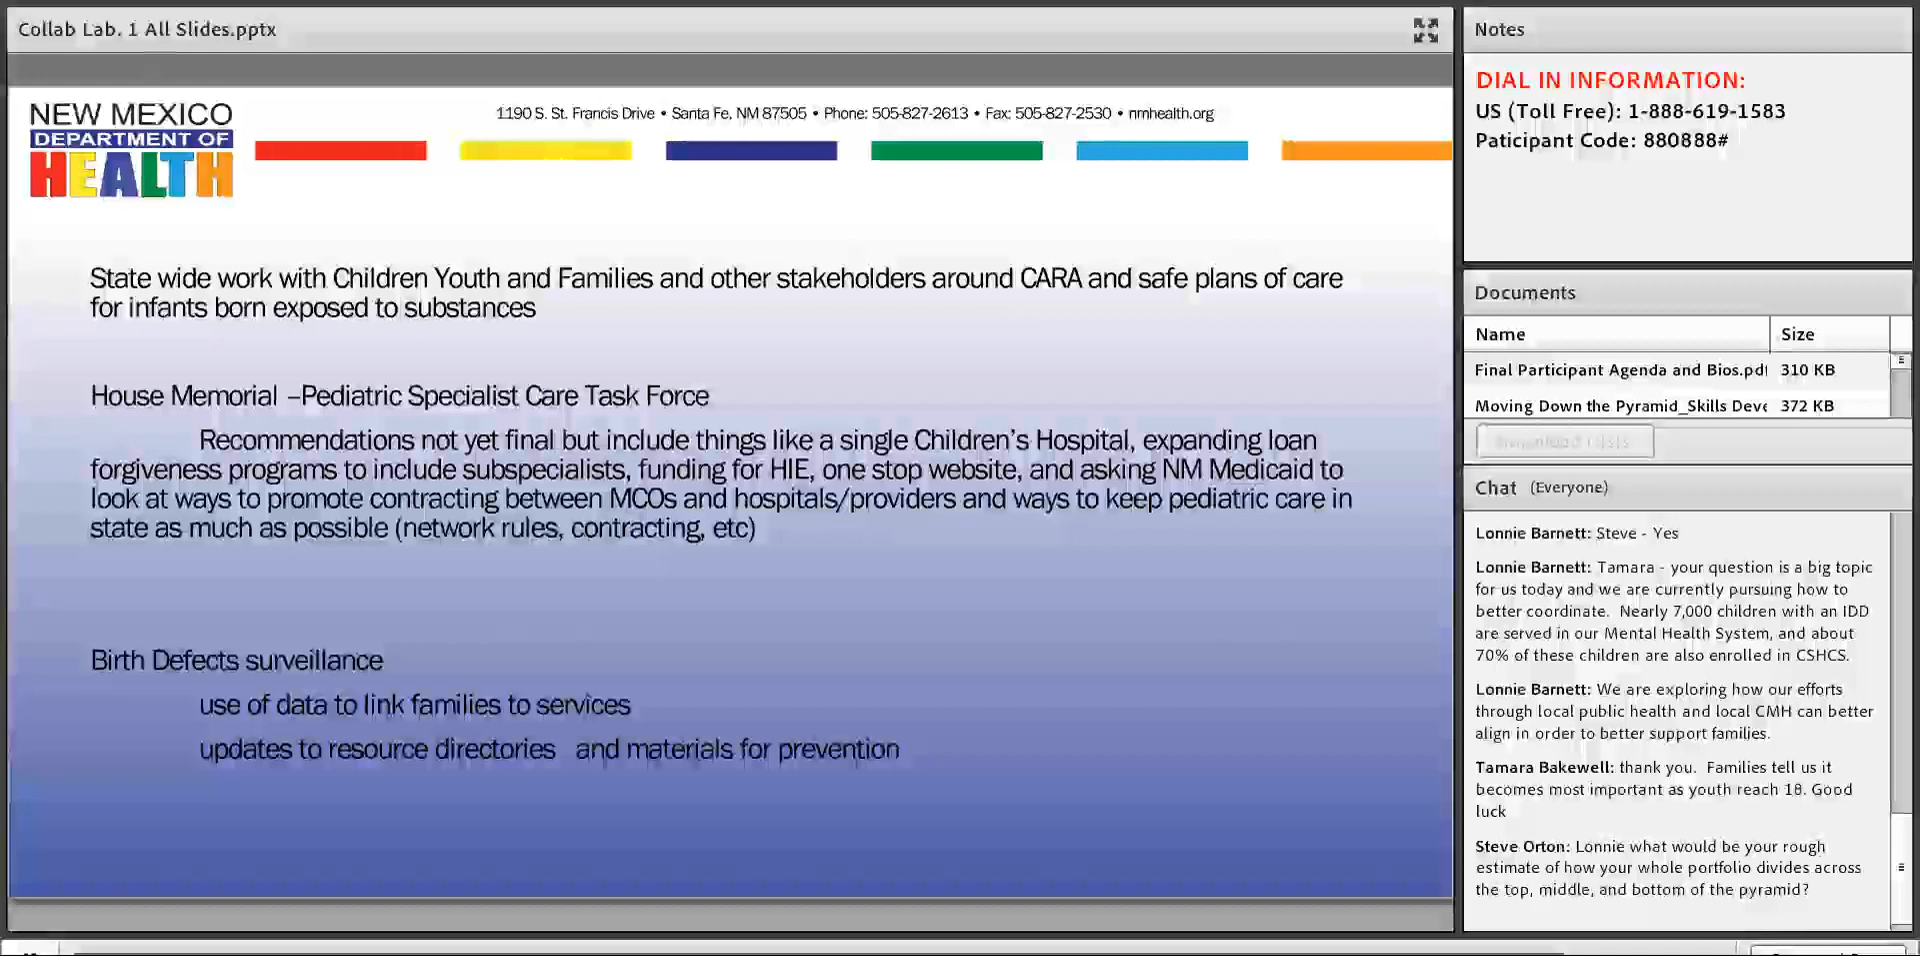 Collab Lab. 1 All Slides.pptx
NEW MEXICO
DEPARTMENT OF
HEALTH
1190 S. St. Francis Drive • Santa Fe, NM 87505 • Phone: 505-827-2613 • Fax: 505-827-2530 • nmhealth.org
State wide work with Children Youth and Families and other stakeholders around CARA and safe plans of care
for infants born exposed to substances
House Memorial –Pediatric Specialist Care Task Force
Recommendations not yet final but include things like a single Children's Hospital, expanding loan
forgiveness programs to include subspecialists, funding for HIE, one stop website, and asking NM Medicaid to
look at ways to promote contracting between MCOs and hospitals/providers and ways to keep pediatric care in
state as much as possible (network rules, contracting, etc)
Birth Defects surveillance
use of data to link families to services
updates to resource directories and materials for prevention
Notes
DIAL IN INFORMATION:
US (Toll Free): 1-888-619-1583
Paticipant Code: 880888#
Documents
Name Size
Final Participant Agenda and Bios.pdf 310 KB
Moving Down the Pyramid_Skills Deve 372 KB
Chat (Everyone)
Lonnie Barnett: Steve - Yes
Lonnie Barnett: Tamara - your question is a big topic
for us today and we are currently pursuing how to
better coordinate. Nearly 7,000 children with an IDD
are served in our Mental Health System, and about
70% of these children are also enrolled in CSHCS.
Lonnie Barnett: We are exploring how our efforts
through local public health and local CMH can better
align in order to better support families.
Tamara Bakewell: thank you. Families tell us it
becomes most important as youth reach 18. Good
luck
Steve Orton: Lonnie what would be your rough
estimate of how your whole portfolio divides across
the top, middle, and bottom of the pyramid?